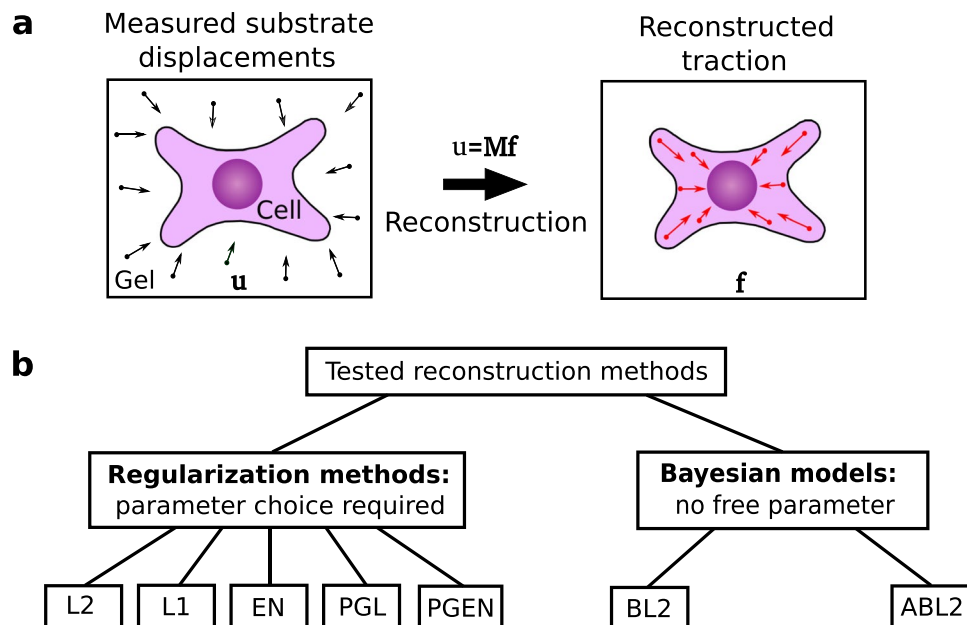 a
Measured substrate
displacements
Cell
Gel
u
u=Mf
Reconstruction
Reconstructed
traction
f
b
Tested reconstruction methods
Regularization methods:
parameter choice required
Bayesian models:
no free parameter
L2
L1
EN
PGL
PGEN
BL2
ABL2